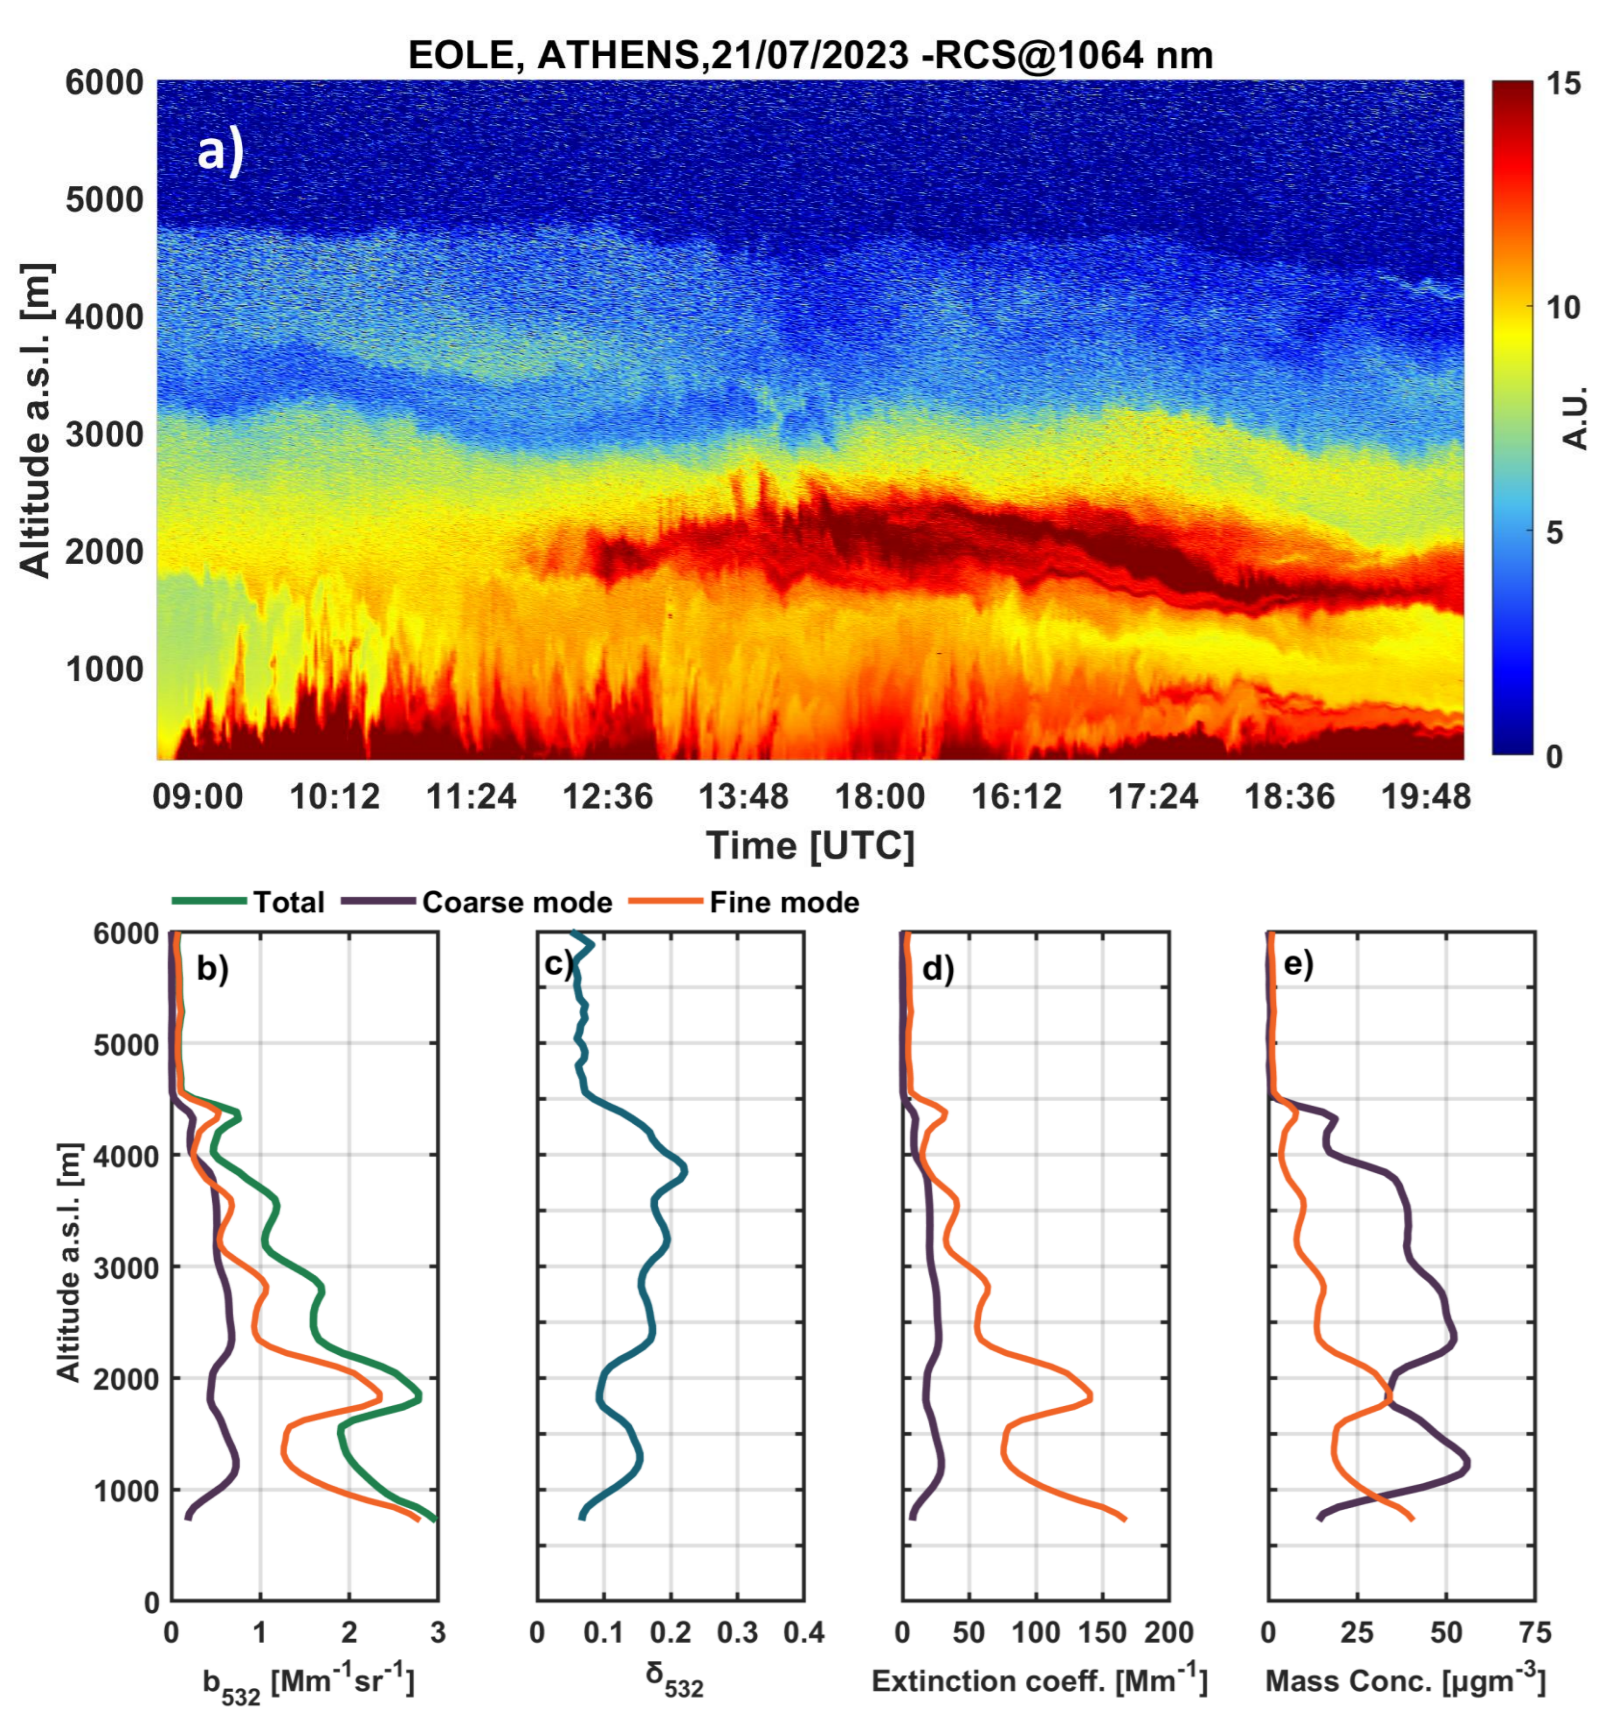 EOLE, ATHENS,21/07/2023 -RCS@1064 nm
6000
5000
4000
3000
2000
1000
Altitude a.s.l. [m]
a)
15
10
5
0
A.U.
09:00 10:12 11:24 12:36 13:48 18:00 16:12 17:24 18:36 19:48
Time [UTC]
Total Coarse mode Fine mode
6000
5000
4000
3000
2000
1000
0
Altitude a.s.l. [m]
b)
c)
d)
e)
0 1 2 3
0 0.1 0.2 0.3 0.4
0 50 100 150 200
0 25 50 75
b532 [Mm-1sr-1]
δ532
Extinction coeff. [Mm-1]
Mass Conc. [µgm-3]